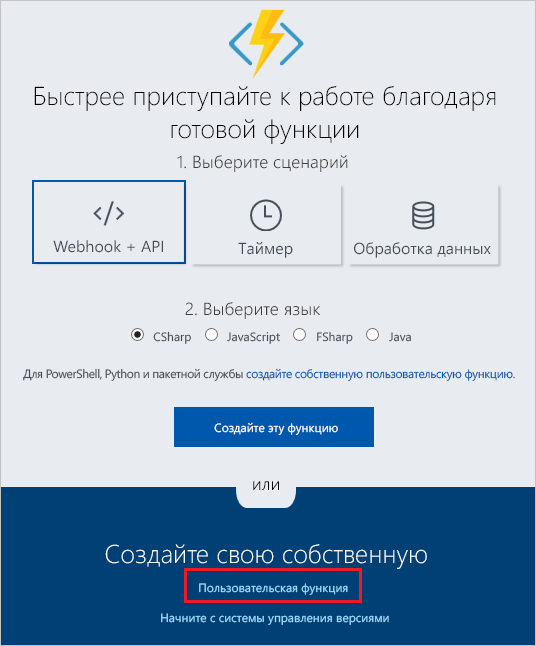 Быстрее приступайте к работе благодаря
готовой функции
1. Выберите сценарий
Webhook + API
Таймер
Обработка данных
2. Выберите язык
CSharp JavaScript FSharp Java
Для PowerShell, Python и пакетной службы создайте собственную пользовательскую функцию.
Создайте эту функцию
ИЛИ
Создайте свою собственную
Пользовательская функция
Начните с системы управления версиями